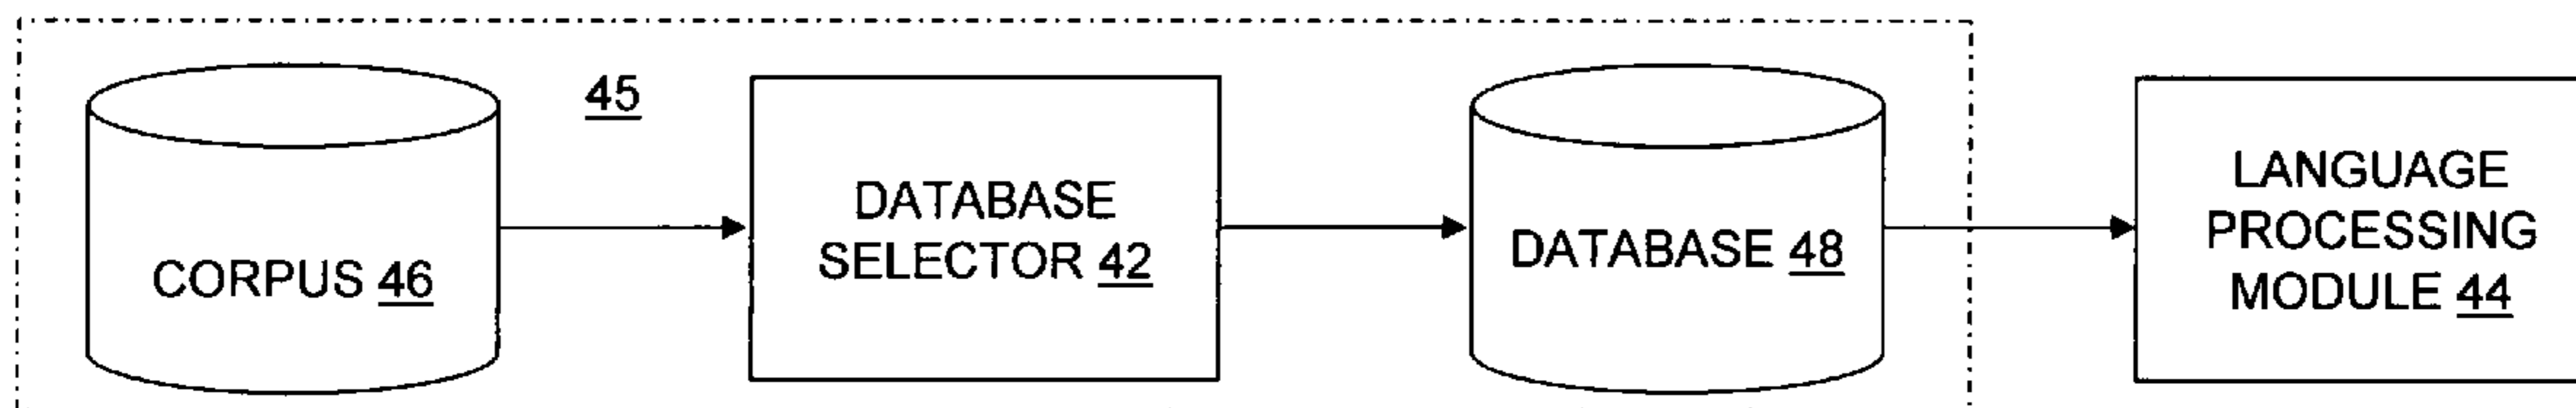 45
CORPUS 46
DATABASE
SELECTOR 42
DATABASE 48
LANGUAGE
PROCESSING
MODULE 44